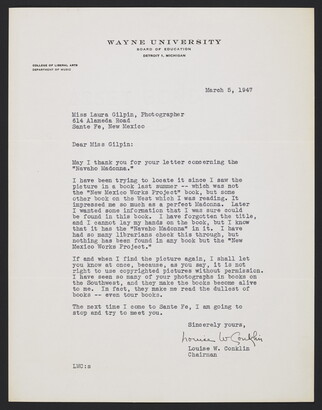 WAYNE UNIVERSITY
BOARD OF EDUCATION
DETROIT 1, MICHIGAN
COLLEGE OF LIBERAL ARTS
DEPARTMENT OF MUSIC
March 5, 1947
Miss Laura Gilpin, Photographer
614 Alameda Road
Santa Fe, New Mexico
Dear Miss Gilpin:
May I thank you for your letter concerning the
"Navaho Madonna."
I have been trying to locate it since I saw the
picture in a book last summer -- which was not
the "New Mexico Works Project" book, but some
other book on the West which I was reading. It
impressed me so much as a perfect Madonna. Later
I wanted some information that I was sure could
be found in this book. I have forgotten the title,
and I cannot lay my hands on the book, but I know
that it has the "Navaho Madonna" in it. I have
had so many librarians check this through, but
nothing has been found in any book but the "New
Mexico Works Project."
If and when I find the picture again, I shall let
you know at once, because, as you say, it is not
right to use copyrighted pictures without permission.
I have seen so many of your photographs in books on
the Southwest, and they make the books become alive
to me. In fact, they make me read the dullest of
books -- even tour books.
The next time I come to Santa Fe, I am going to
stop and try to meet you.
Sincerely yours,
Louise W. Conklin
Louise W. Conklin
Chairman
LWC:s